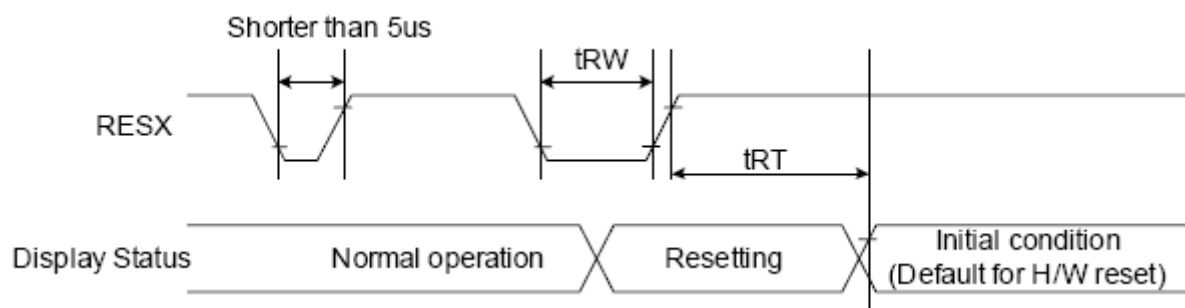 Shorter than 5us
tRW
RESX
tRT
Display Status
Normal operation
Resetting
Initial condition
(Default for H/W reset)